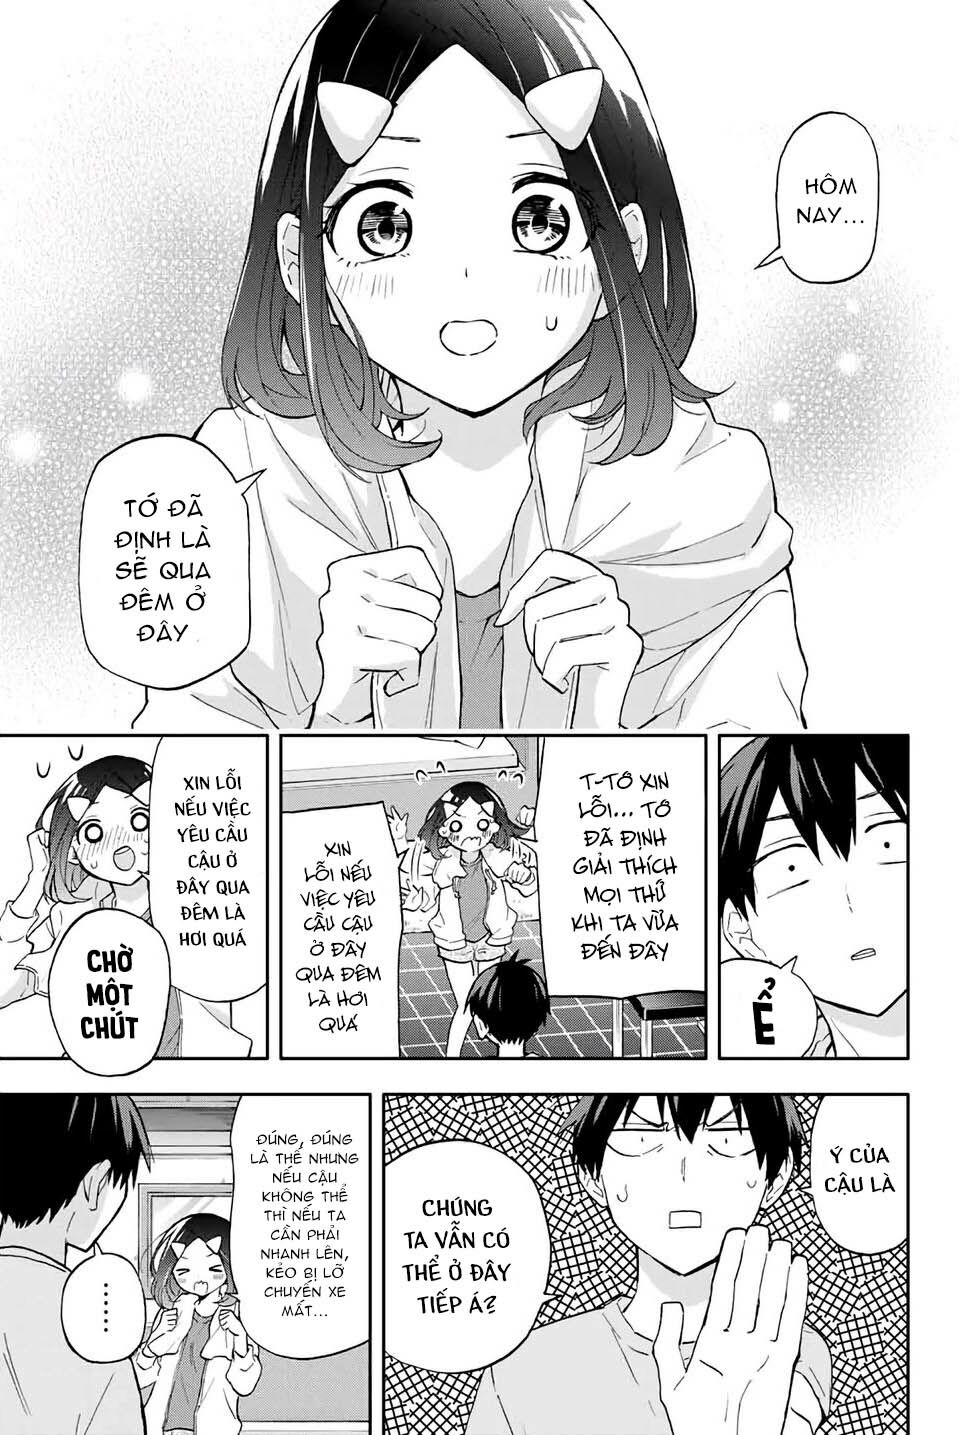 HÔM
NAY...
TỚ ĐÃ
ĐỊNH LÀ
SẼ QUA
ĐÊM Ở
ĐÂY
Ể
T-TỚ XIN
LỖI... TỚ
ĐÃ ĐỊNH
GIẢI THÍCH
MỌI THỨ
KHI TA VỪA
ĐẾN ĐÂY
XIN
LỖI NẾU
VIỆC YÊU
CẦU CẬU
Ở ĐÂY
QUA ĐÊM
LÀ HƠI
QUÁ
XIN LỖI
NẾU VIỆC
YÊU CẦU
CẬU Ở
ĐÂY QUA
ĐÊM LÀ
HƠI QUÁ
CHỜ
MỘT
CHÚT
Ý CỦA
CẬU LÀ
CHÚNG
TA VẪN CÓ
THỂ Ở ĐÂY
TIẾP Á?
ĐÚNG, ĐÚNG
LÀ THẾ NHƯNG
NẾU CẬU
KHÔNG THỂ
THÌ NẾU TA
CẦN PHẢI
NHANH LÊN,
KẺO BỊ LỠ
CHUYẾN XE
MẤT...
......